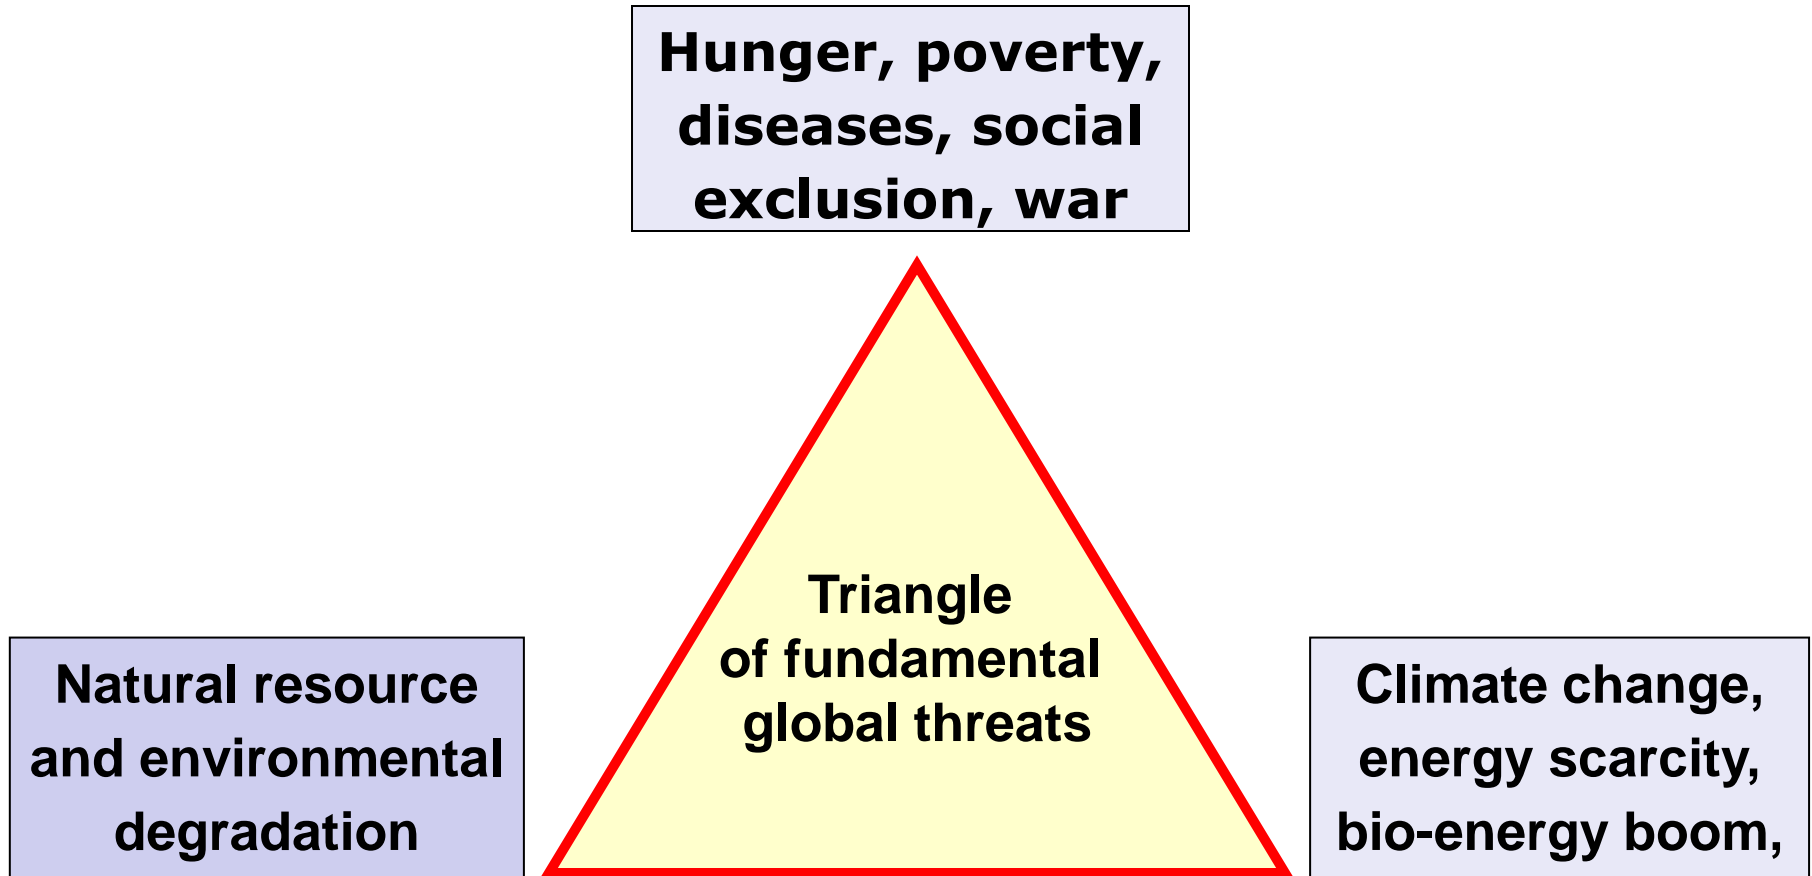 Hunger, poverty,
diseases, social
exclusion, war
Triangle
of fundamental
global threats
Natural resource
and environmental
degradation
Climate change,
energy scarcity,
bio-energy boom,